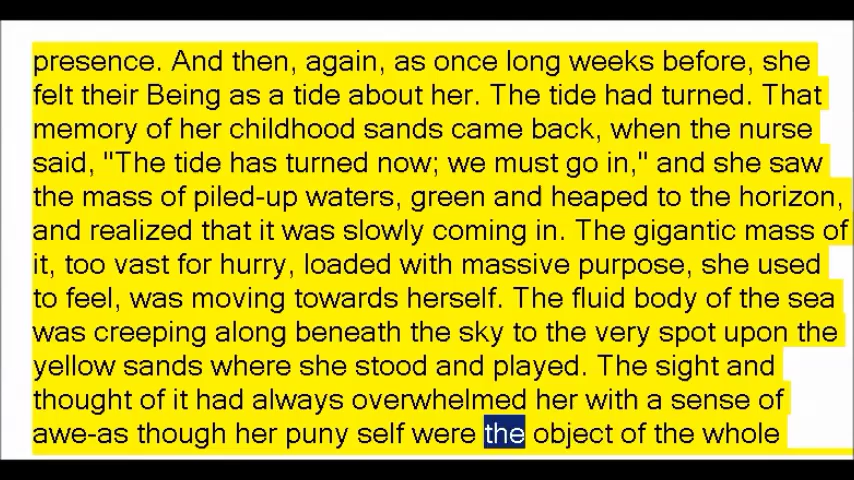 presence. And then, again, as once long weeks before, she
felt their Being as a tide about her. The tide had turned. That
memory of her childhood sands came back, when the nurse
said, "The tide has turned now; we must go in," and she saw
the mass of piled-up waters, green and heaped to the horizon,
and realized that it was slowly coming in. The gigantic mass of
it, too vast for hurry, loaded with massive purpose, she used
to feel, was moving towards herself. The fluid body of the sea
was creeping along beneath the sky to the very spot upon the
yellow sands where she stood and played. The sight and
thought of it had always overwhelmed her with a sense of
awe-as though her puny self were the object of the whole